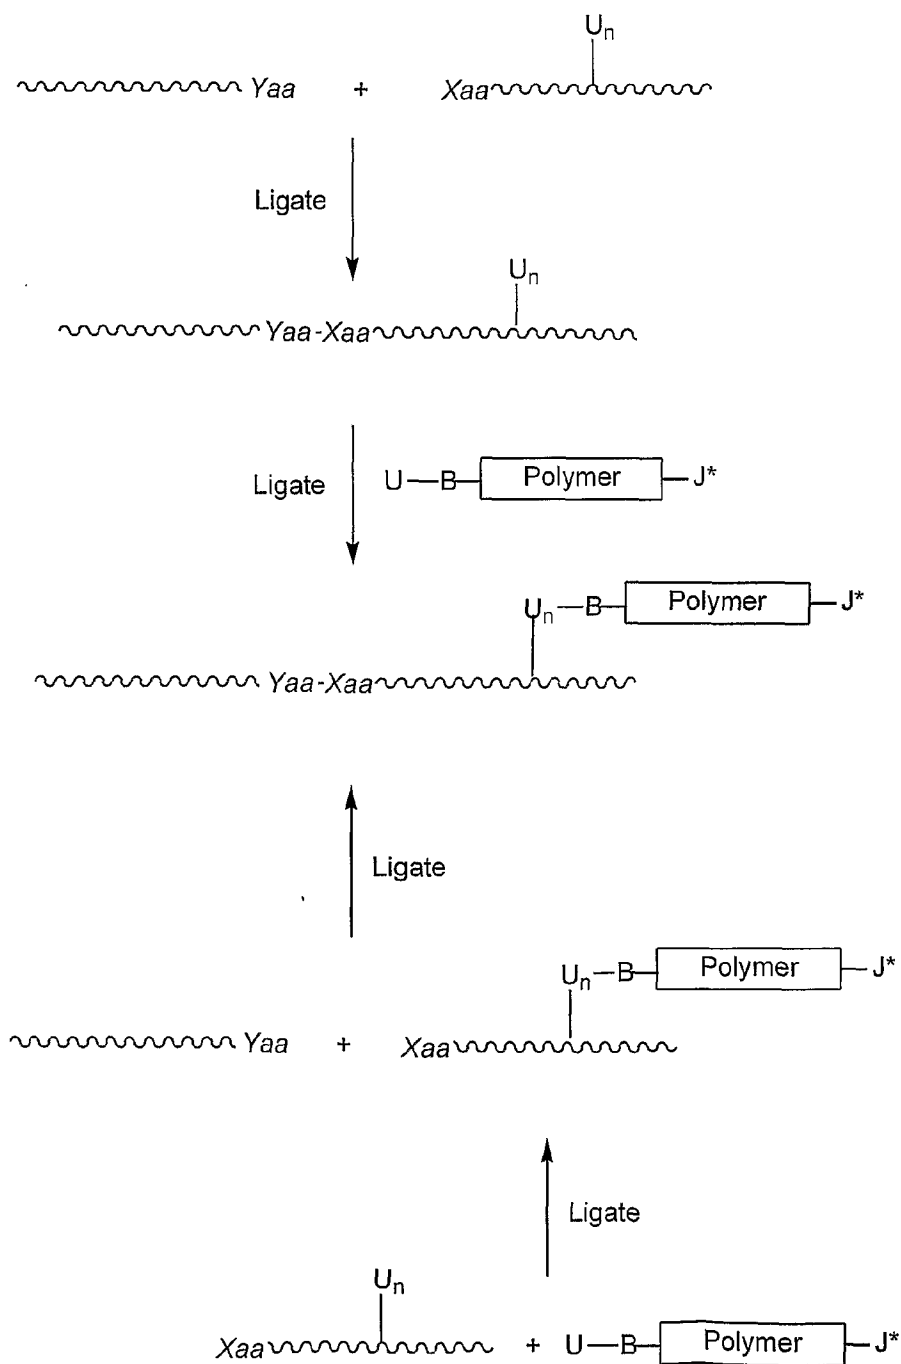 Uₙ
Yaa + Xaa
Ligate
Uₙ
Yaa-Xaa
Ligate U—B—Polymer—J*
Uₙ—B—Polymer—J*
Yaa-Xaa
Ligate
Uₙ—B—Polymer—J*
Yaa + Xaa
Ligate
Uₙ
Xaa + U—B—Polymer—J*